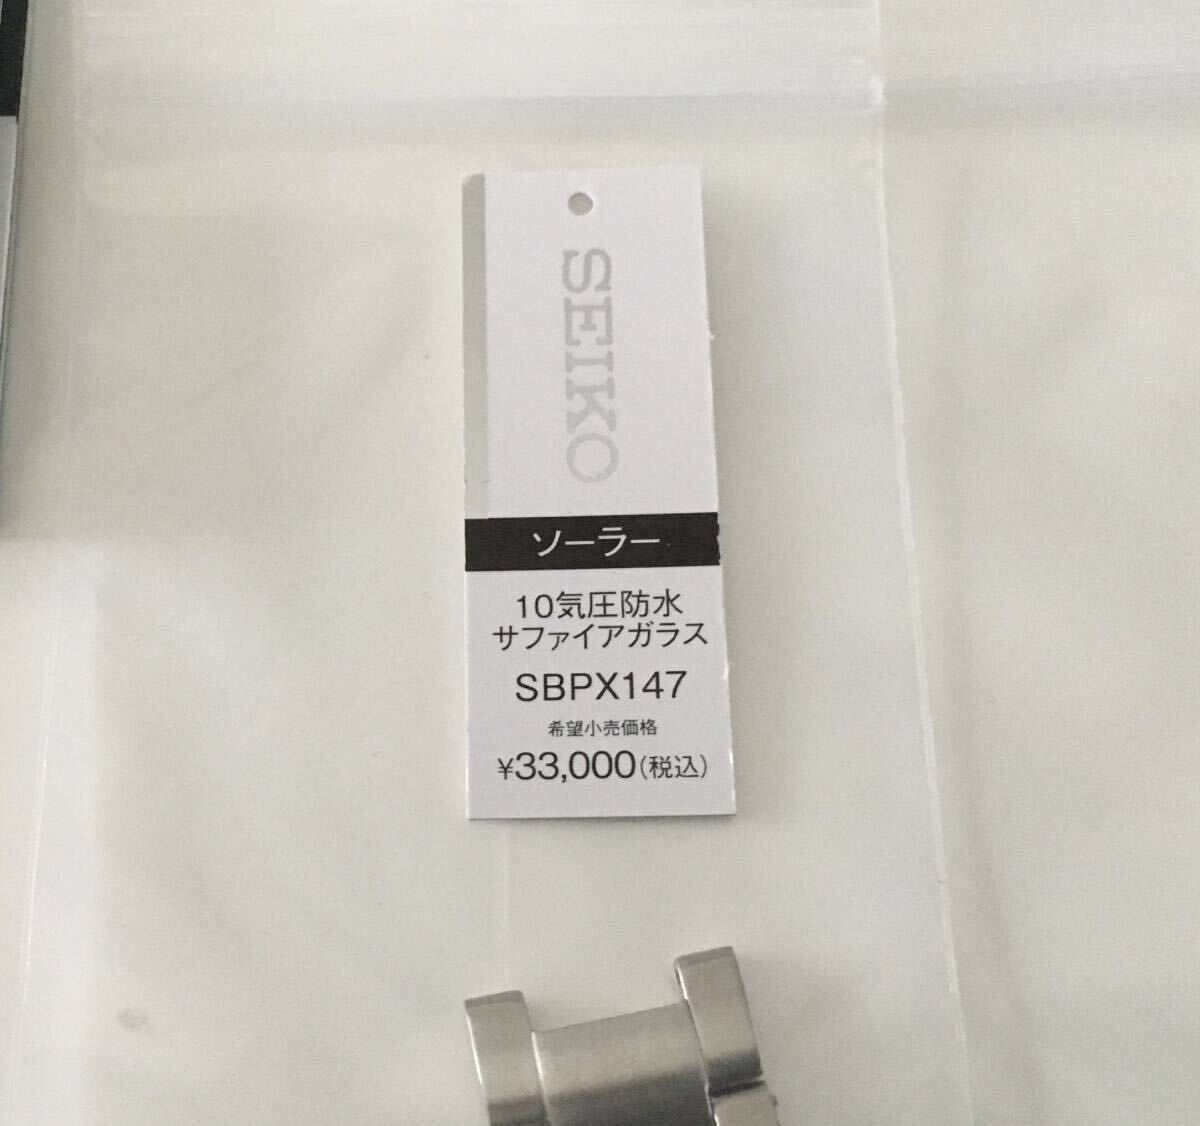 SEIKO
ソーラー
10気圧防水
サファイアガラス
SBPX147
希望小売価格
¥33,000(税込)